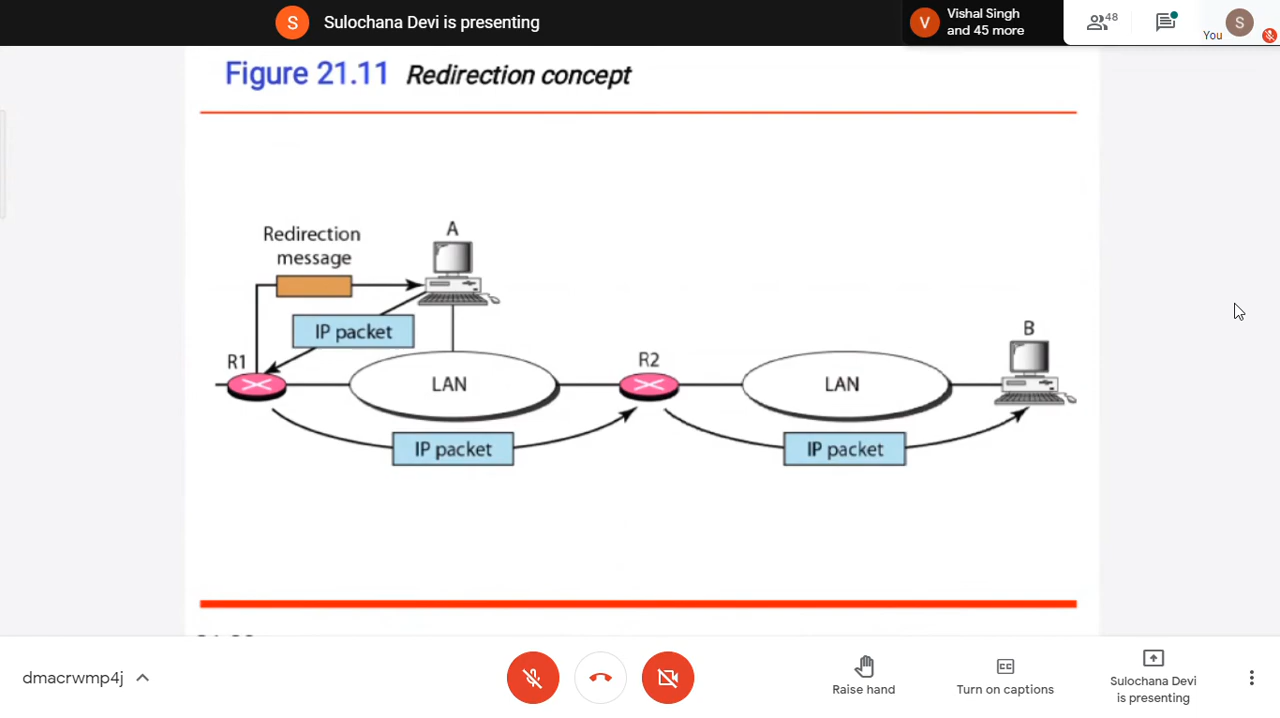 S Sulochana Devi is presenting
V Vishal Singh
and 45 more
48
You S
Figure 21.11 Redirection concept
Redirection
message
A
IP packet
R1
LAN
R2
LAN
B
IP packet
IP packet
dmacrwmp4j
Raise hand
CC
Turn on captions
Sulochana Devi
is presenting